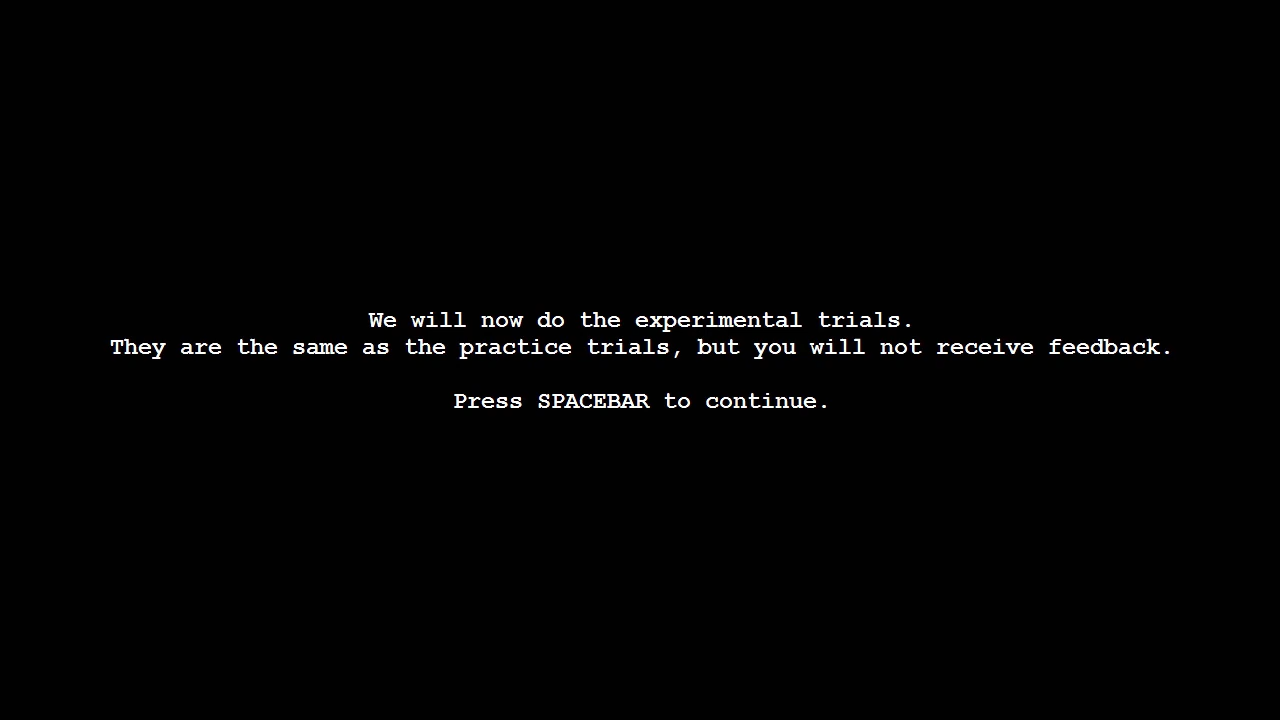 We will now do the experimental trials.
They are the same as the practice trials, but you will not receive feedback.
Press SPACEBAR to continue.